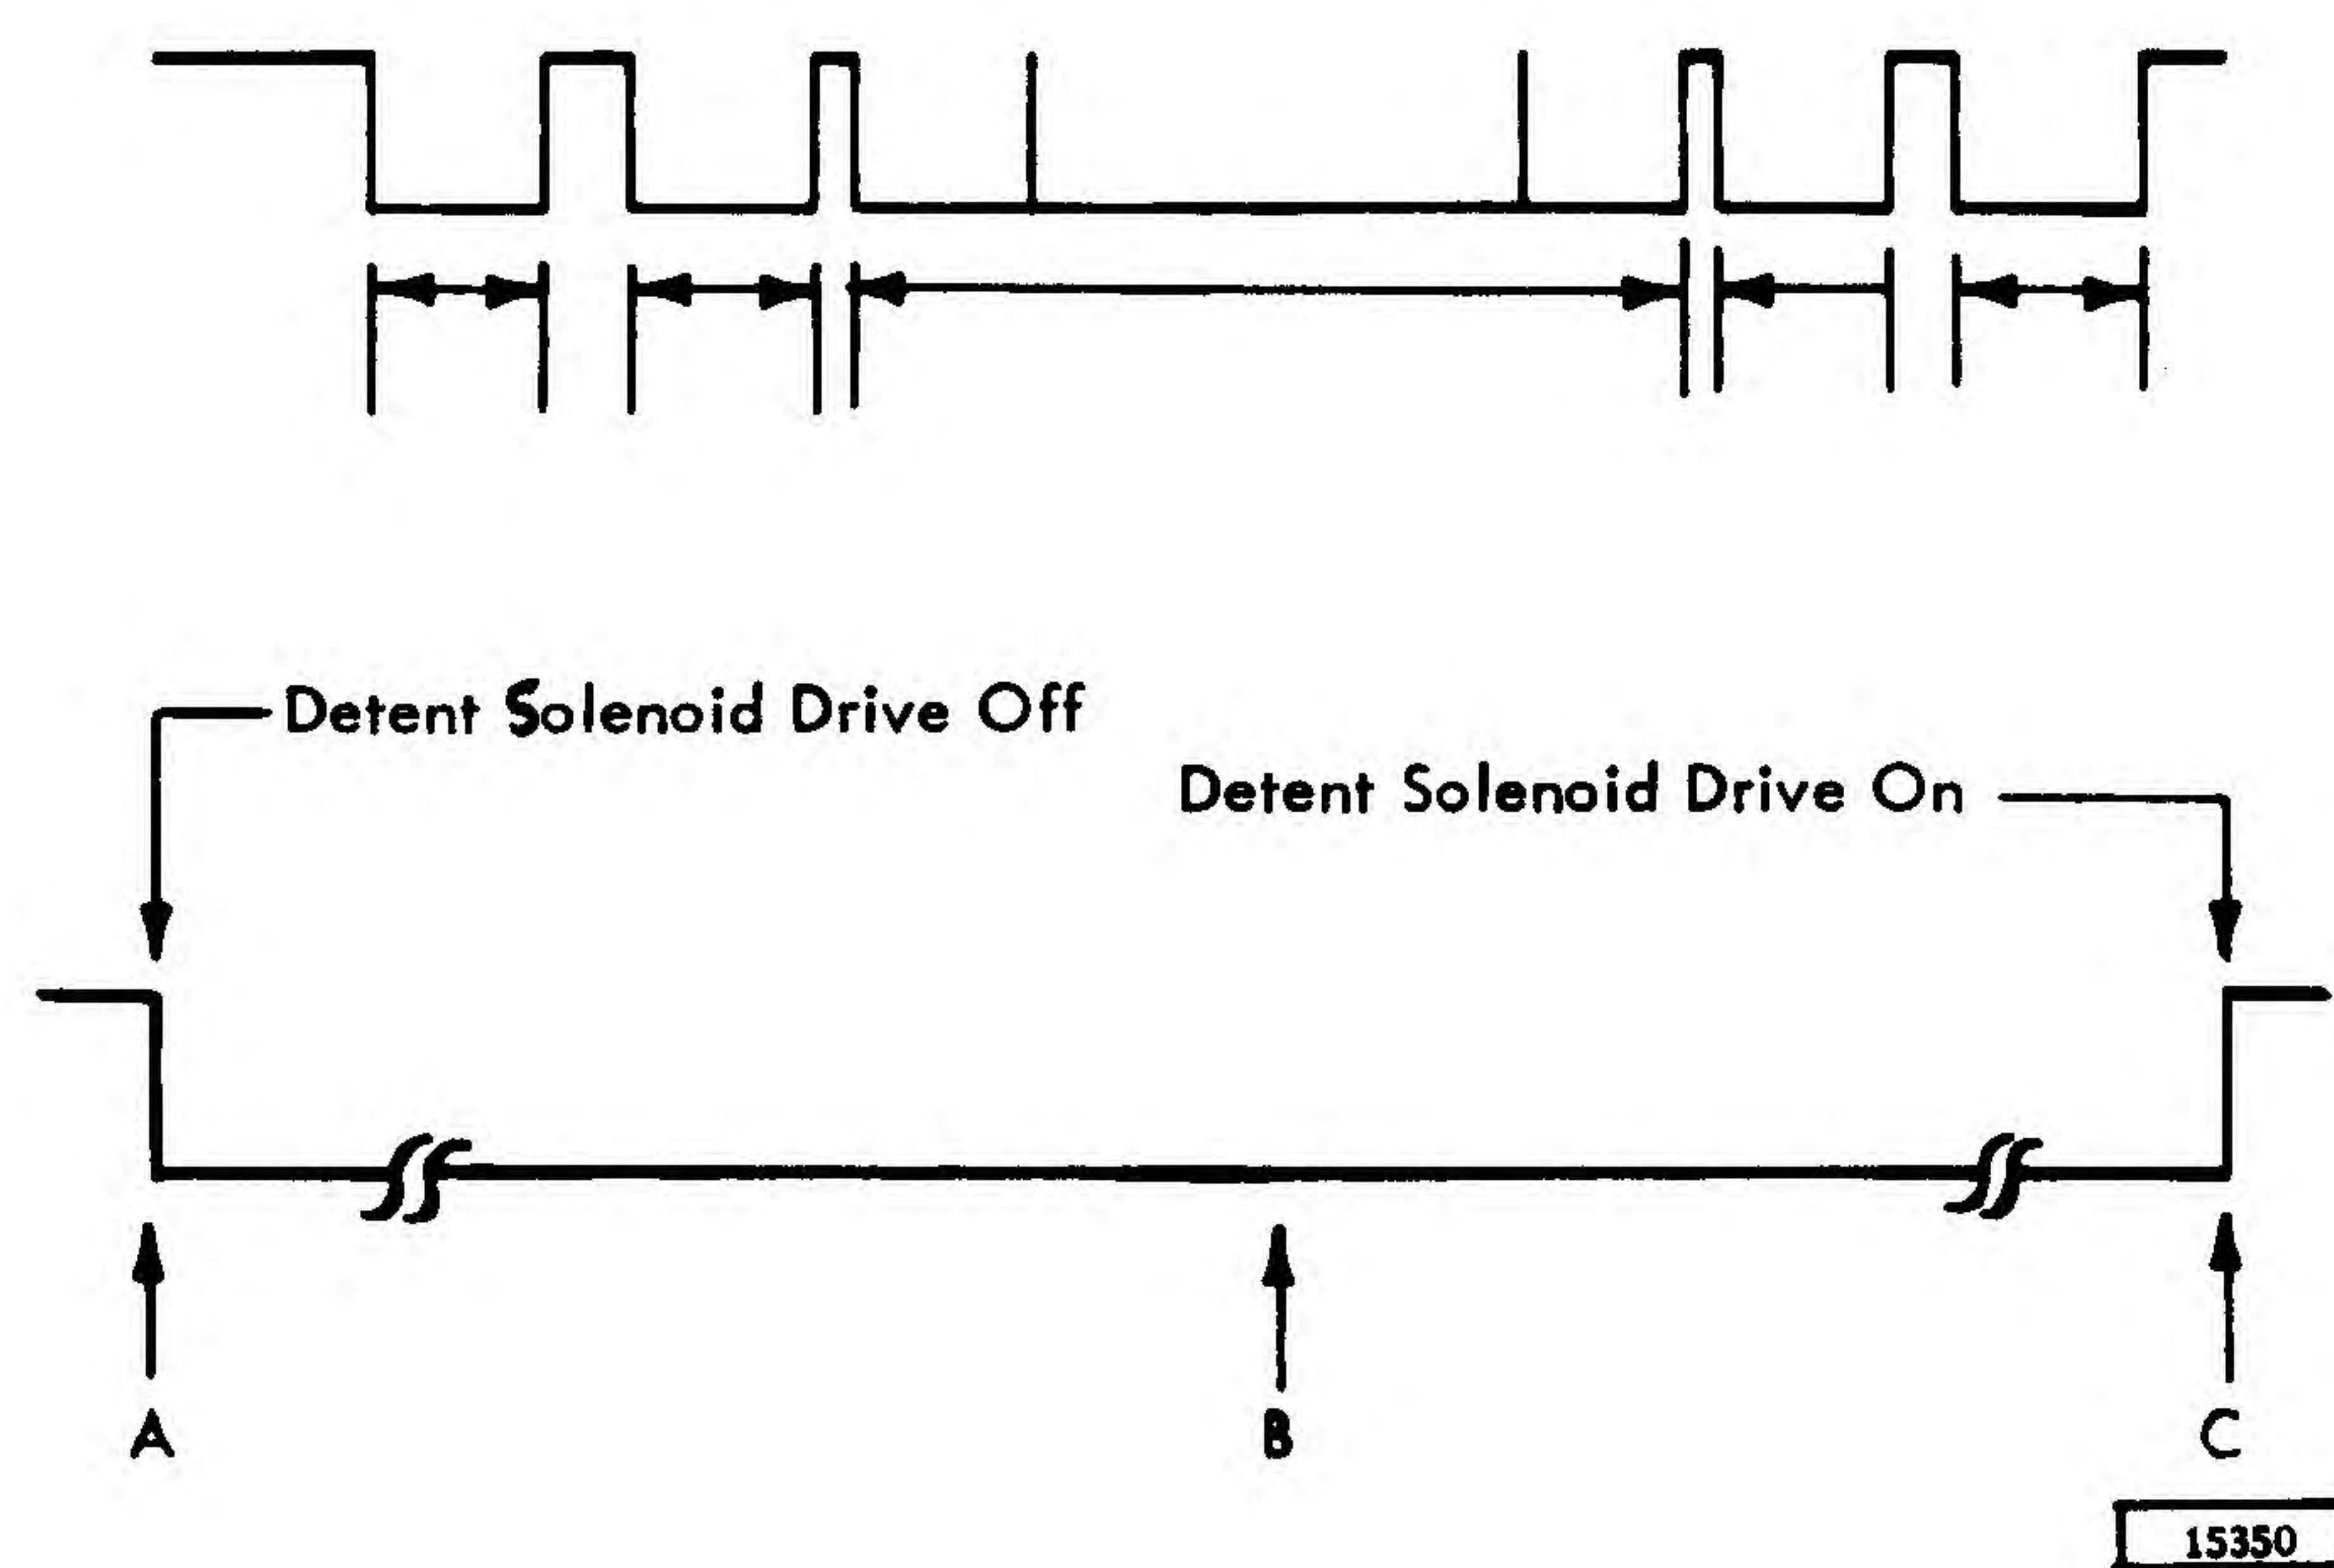 Detent Solenoid Drive Off
Detent Solenoid Drive On
A
B
C
15350